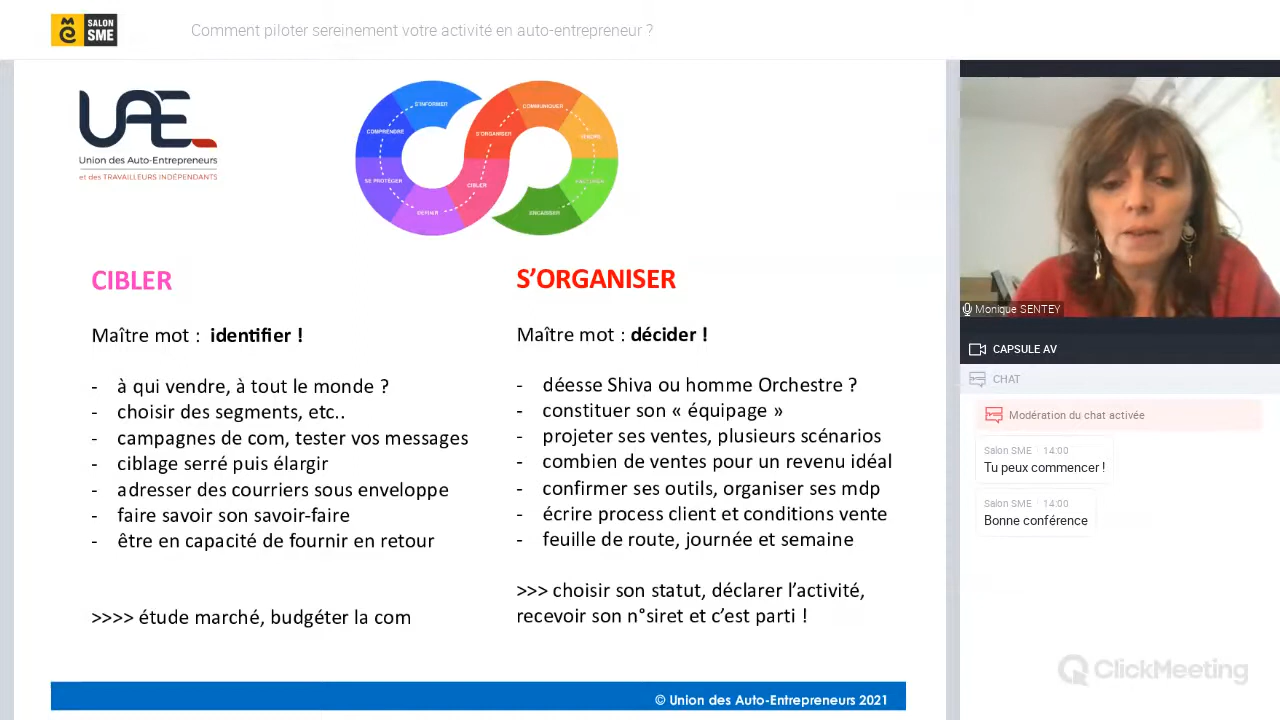 SALON
SME
Comment piloter sereinement votre activité en auto-entrepreneur ?
UAE
Union des Auto-Entrepreneurs
et des TRAVAILLEURS INDÉPENDANTS
S'INFORMER
COMPRENDRE
SE PROTÉGER
DÉFINIR
CIBLER
S'ORGANISER
COMMUNIQUER
VENDRE
FACTURER
ENCAISSER
CIBLER
Maître mot : identifier !
- à qui vendre, à tout le monde ?
- choisir des segments, etc..
- campagnes de com, tester vos messages
- ciblage serré puis élargir
- adresser des courriers sous enveloppe
- faire savoir son savoir-faire
- être en capacité de fournir en retour
>>>> étude marché, budgéter la com
S'ORGANISER
Maître mot : décider !
- déesse Shiva ou homme Orchestre ?
- constituer son « équipage »
- projeter ses ventes, plusieurs scénarios
- combien de ventes pour un revenu idéal
- confirmer ses outils, organiser ses mdp
- écrire process client et conditions vente
- feuille de route, journée et semaine
>>> choisir son statut, déclarer l'activité,
recevoir son n°siret et c'est parti !
© Union des Auto-Entrepreneurs 2021
Monique SENTEY
CAPSULE AV
CHAT
Modération du chat activée
Salon SME 14:00
Tu peux commencer !
Salon SME 14:00
Bonne conférence
ClickMeeting